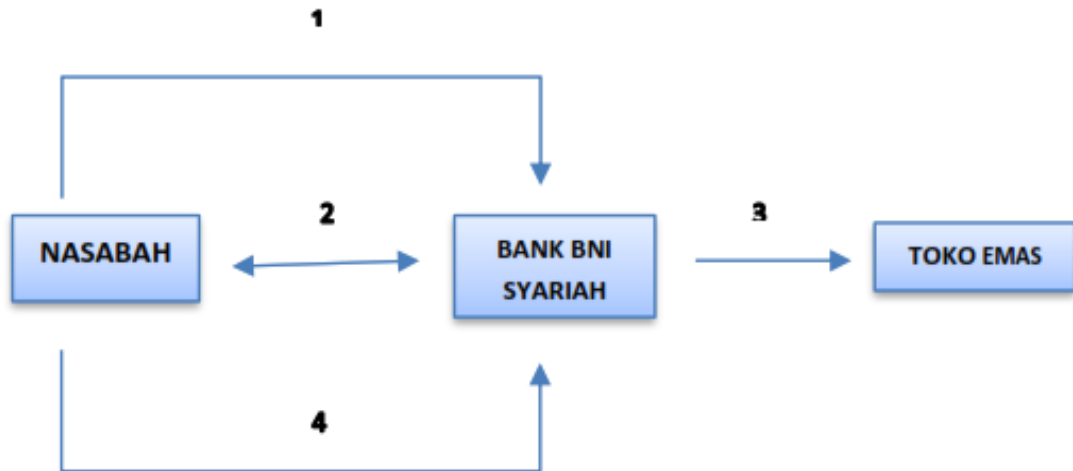 1
NASABAH
2
BANK BNI
SYARIAH
3
TOKO EMAS
4